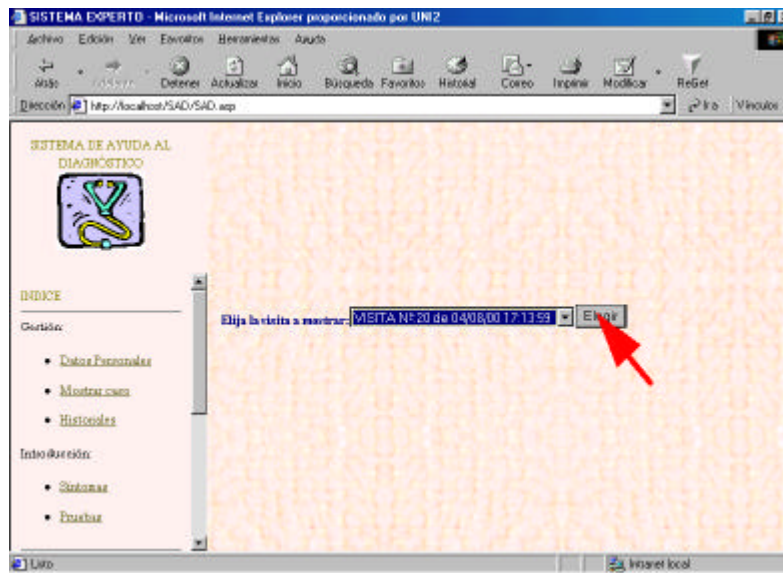 SISTEMA EXPERTO - Microsoft Internet Explorer proporcionado por UNI2
Archivo Edición Ver Favoritos Herramientas Ayuda
Atrás Detener Actualizar Inicio Búsqueda Favoritos Historial Correo Imprimir Modificar ReGet
Dirección http://localhost/SAD/SAD.asp Ir a Vínculos
SISTEMA DE AYUDA AL
DIAGNÓSTICO
INDICE
Gestión:
Datos Personales
Mostrar caso
Historiales
Introducción:
Síntomas
Pruebas
Elija la visita a mostrar: VISITA Nº 20 de 04/08/00 17:13:59 Elegir
Listo Intranet local